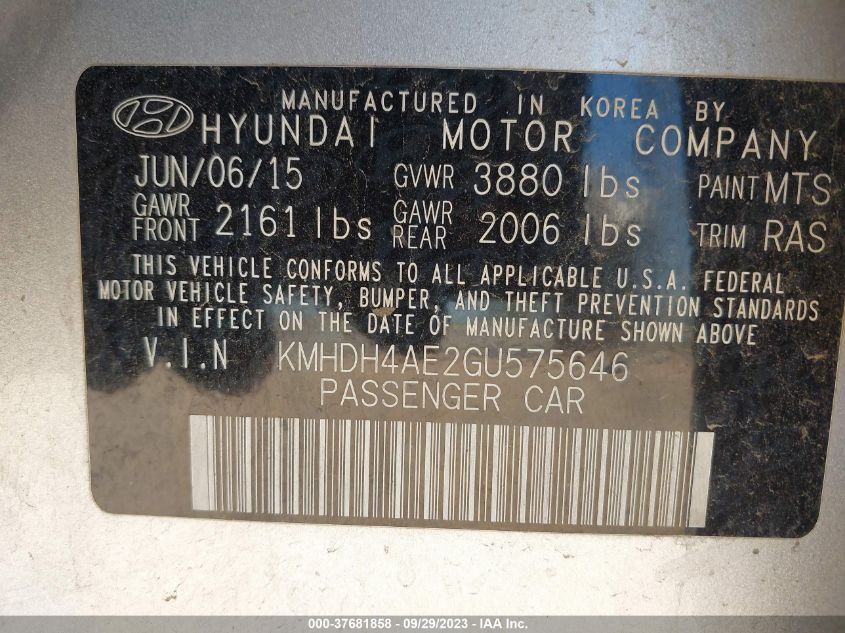 MANUFACTURED IN KOREA BY
HYUNDAI MOTOR COMPANY
JUN/06/15 GVWR 3880 lbs PAINT MTS
GAWR FRONT 2161 lbs GAWR REAR 2006 lbs TRIM RAS
THIS VEHICLE CONFORMS TO ALL APPLICABLE U.S.A. FEDERAL
MOTOR VEHICLE SAFETY, BUMPER, AND THEFT PREVENTION STANDARDS
IN EFFECT ON THE DATE OF MANUFACTURE SHOWN ABOVE
V.I.N KMHDH4AE2GU575646
PASSENGER CAR
000-37681858 - 09/29/2023 - IAA Inc.